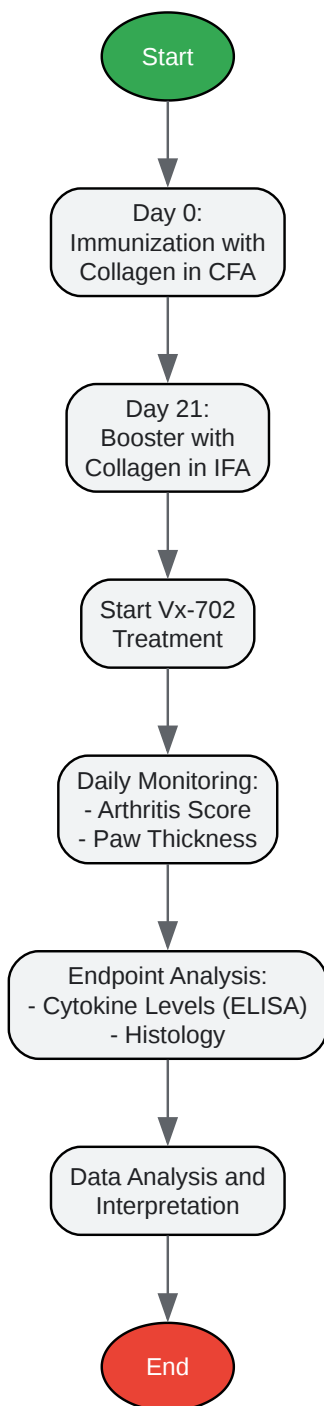 Start
Day 0:
Immunization with
Collagen in CFA
Day 21:
Booster with
Collagen in IFA
Start Vx-702
Treatment
Daily Monitoring:
- Arthritis Score
- Paw Thickness
Endpoint Analysis:
- Cytokine Levels (ELISA)
- Histology
Data Analysis and
Interpretation
End